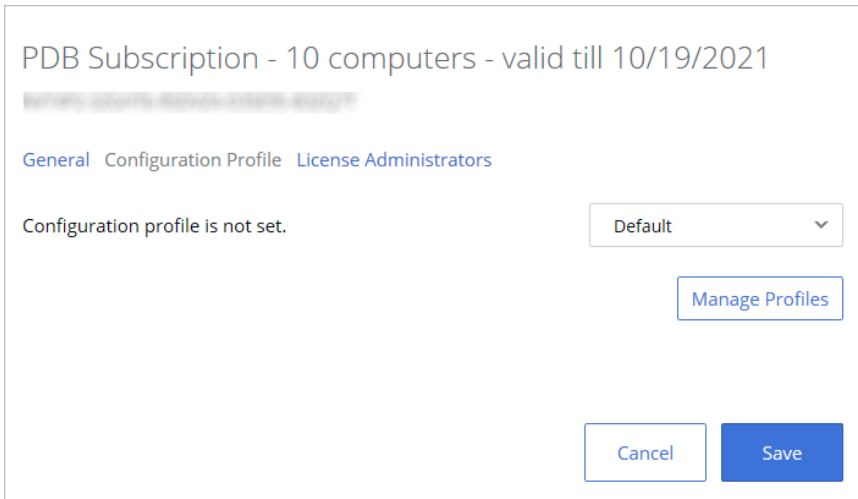 PDB Subscription - 10 computers - valid till 10/19/2021
General Configuration Profile License Administrators
Configuration profile is not set. Default
Manage Profiles
Cancel Save